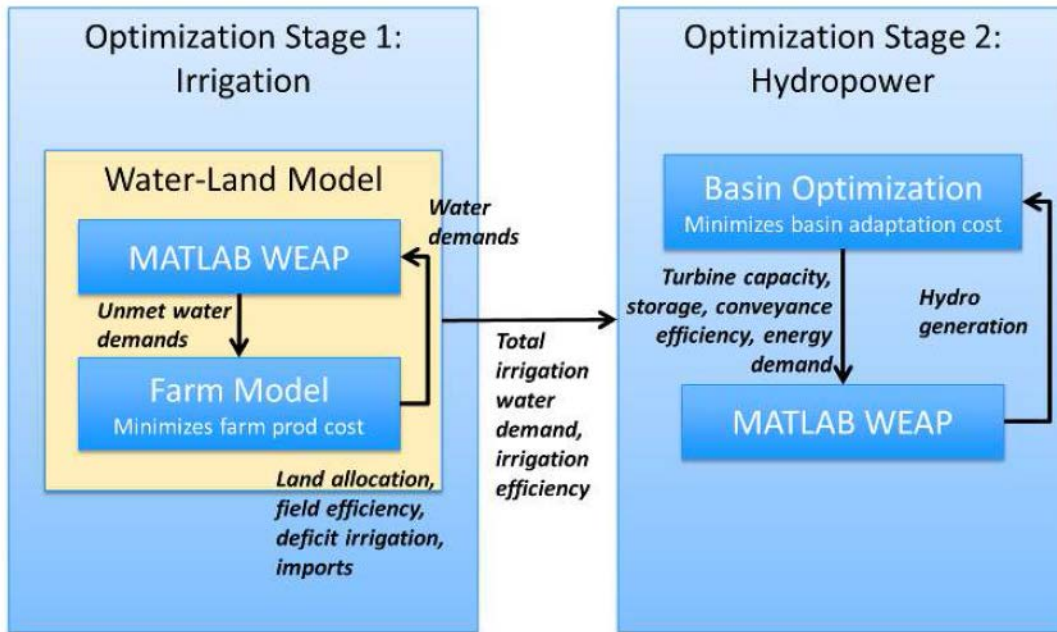 Optimization Stage 1:
Irrigation
Water-Land Model
Water
demands
MATLAB WEAP
Unmet water
demands
Farm Model
Minimizes farm prod cost
Land allocation,
field efficiency,
deficit irrigation,
imports
Total
irrigation
water
demand,
irrigation
efficiency
Optimization Stage 2:
Hydropower
Basin Optimization
Minimizes basin adaptation cost
Turbine capacity,
storage, conveyance
efficiency, energy
demand
Hydro
generation
MATLAB WEAP